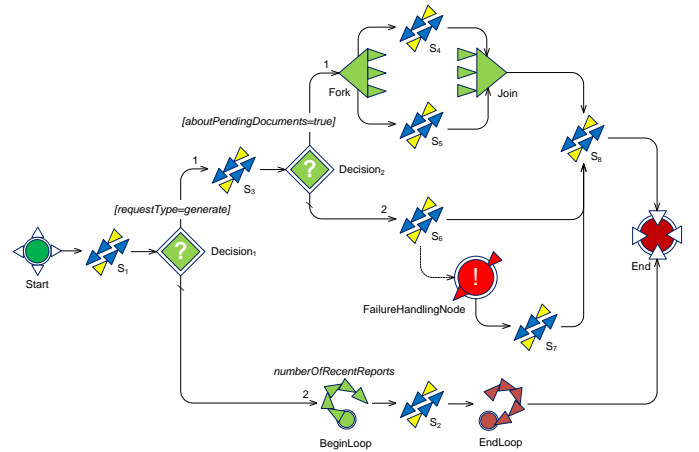 S4
1
Fork
Join
[aboutPendingDocuments=true]
S5
S8
1
S3
?
Decision2
[requestType=generate]
2
S6
?
Decision1
Start
S1
End
!
FailureHandlingNode
S7
numberOfRecentReports
2
S2
BeginLoop
EndLoop